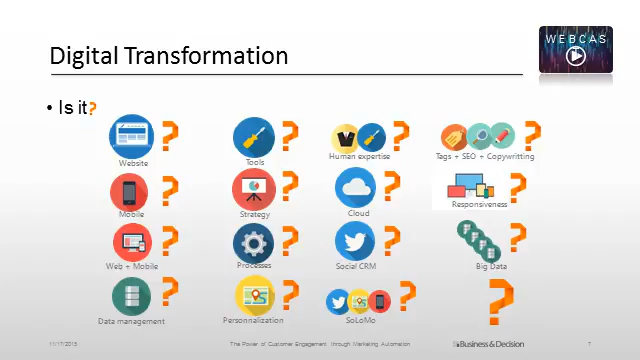 WEBCAS
Digital Transformation
• Is it?
? ? ? ?
Website Tools Human expertise Tags + SEO + Copywritting
? ? ? ?
Mobile Strategy Cloud Responsiveness
? ? ? ?
Web + Mobile Processes Social CRM Big Data
? ? ? ?
Data management Personnalization SoLoMo
11/17/2015 The Power of Customer Engagement through Marketing Automation Business & Decision 7